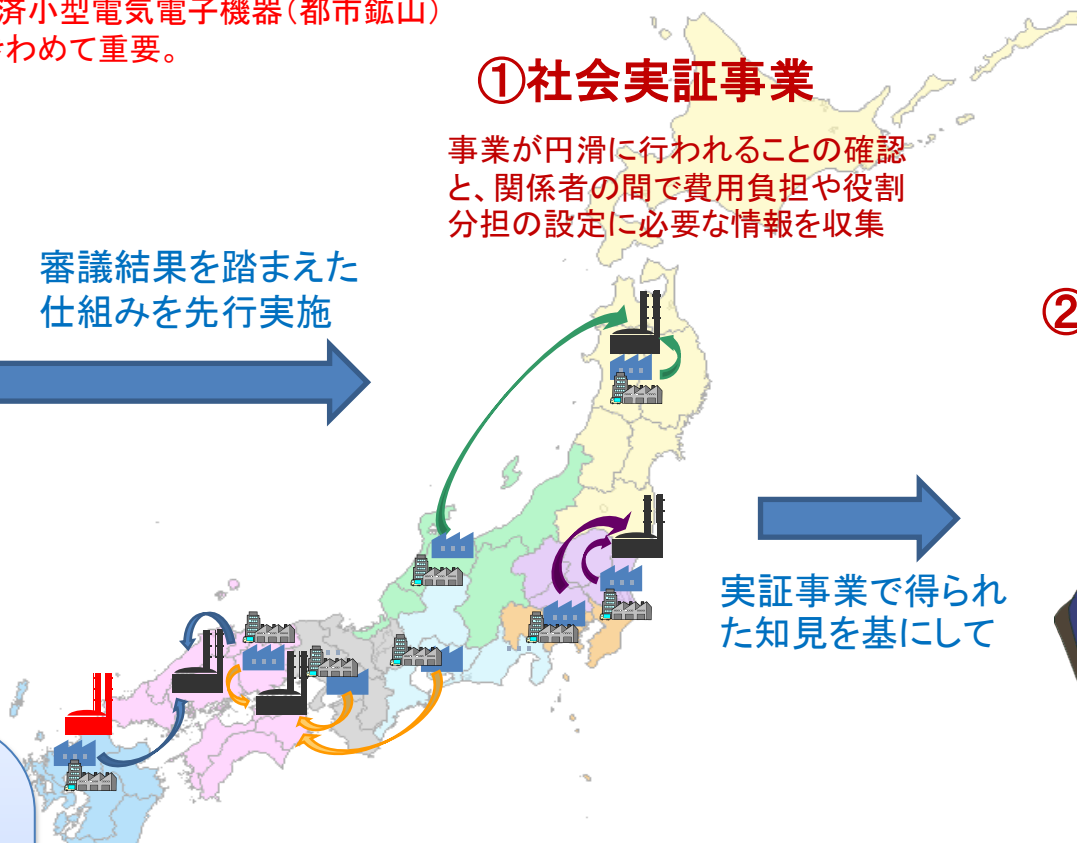 済小型電気電子機器（都市鉱山）
きわめて重要。
①社会実証事業
事業が円滑に行われることの確認
と、関係者の間で費用負担や役割
分担の設定に必要な情報を収集
審議結果を踏まえた
仕組みを先行実施
②
実証事業で得られ
た知見を基にして